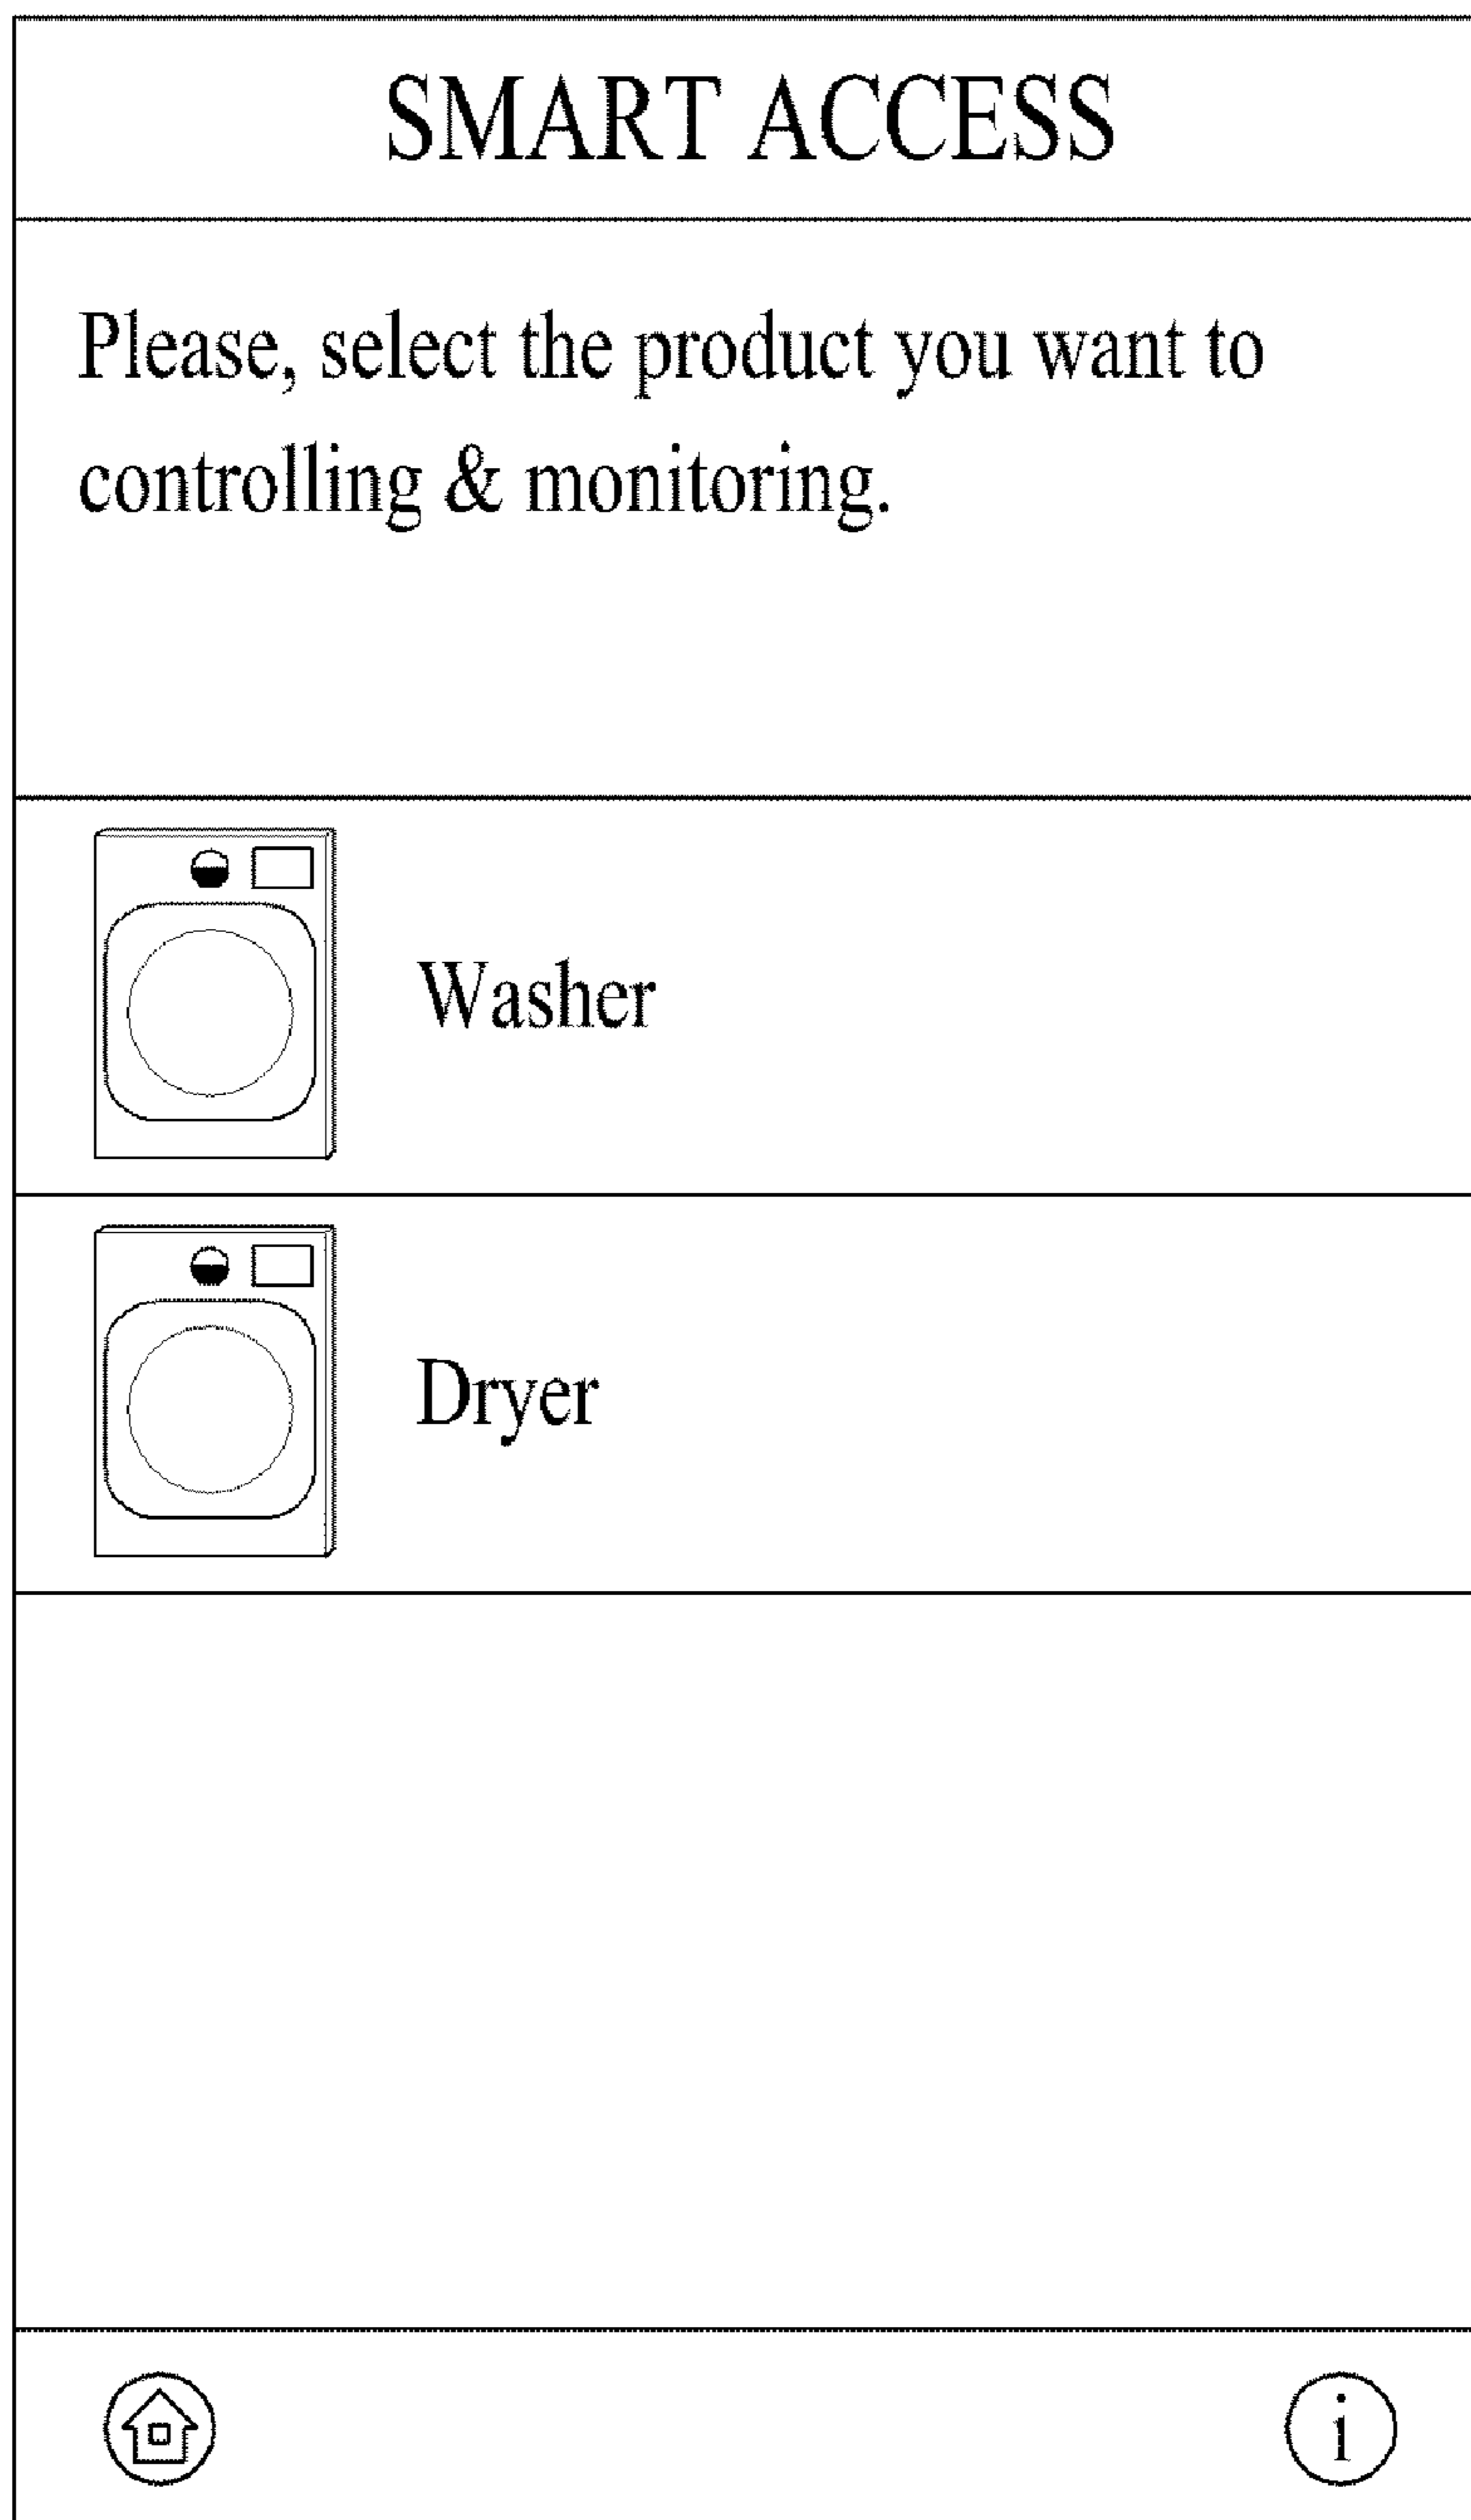 SMART ACCESS
Please, select the product you want to
controlling & monitoring.
Washer
Dryer
i